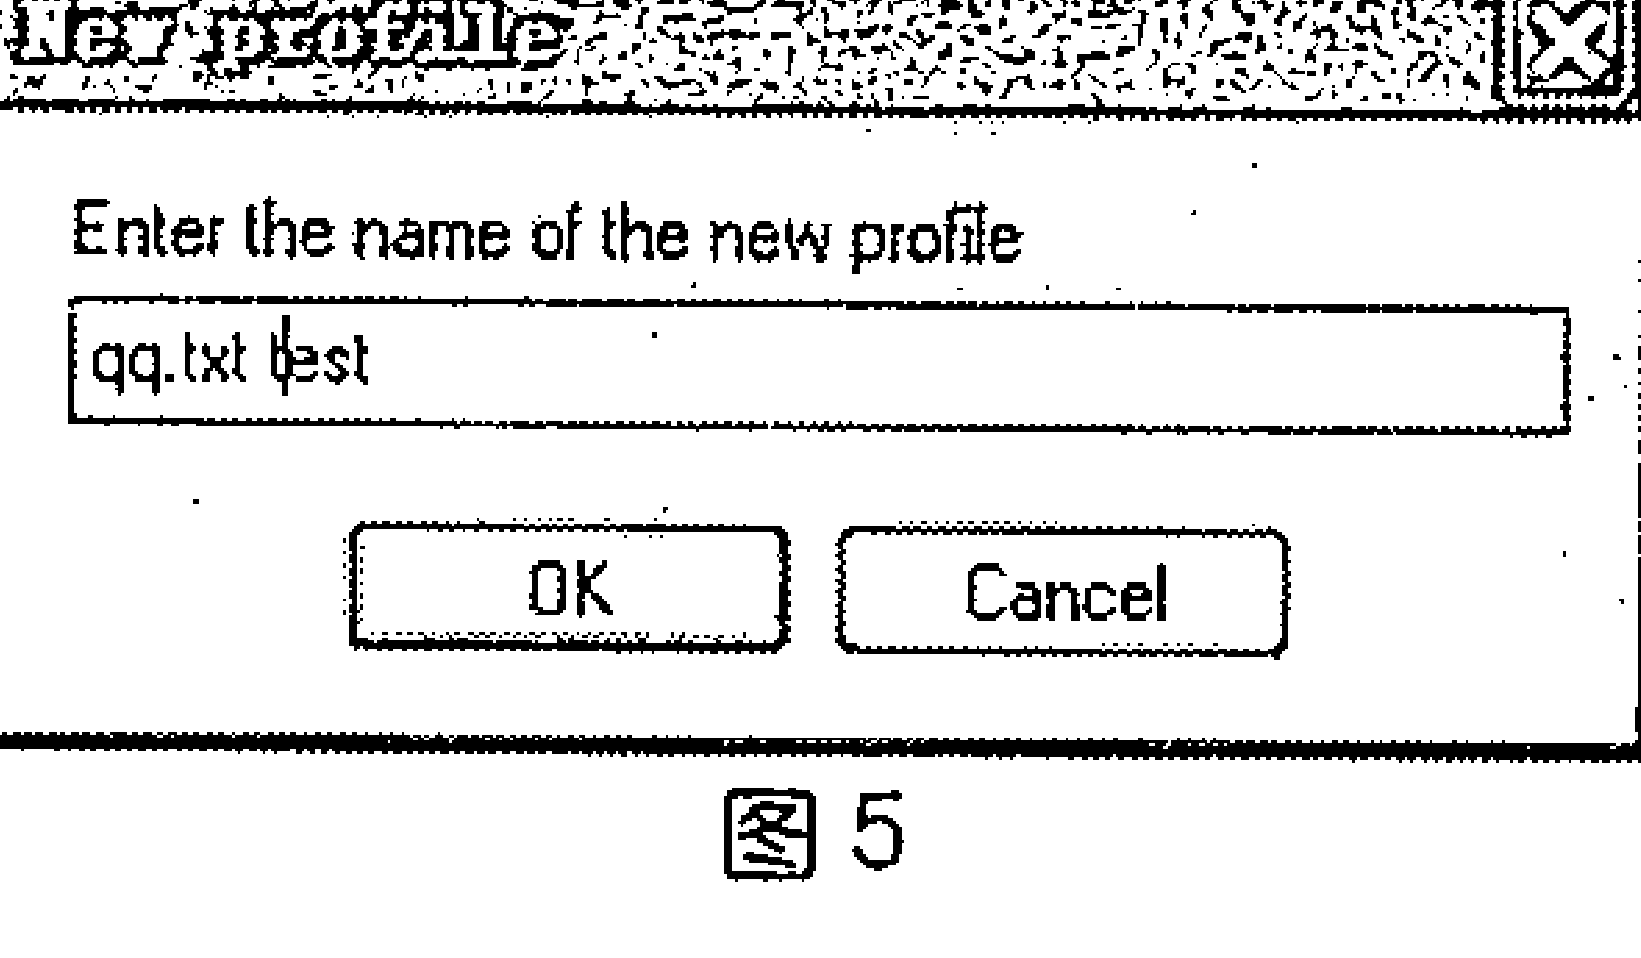 New profile
Enter the name of the new profile
qq.txt test
OK
Cancel
图 5